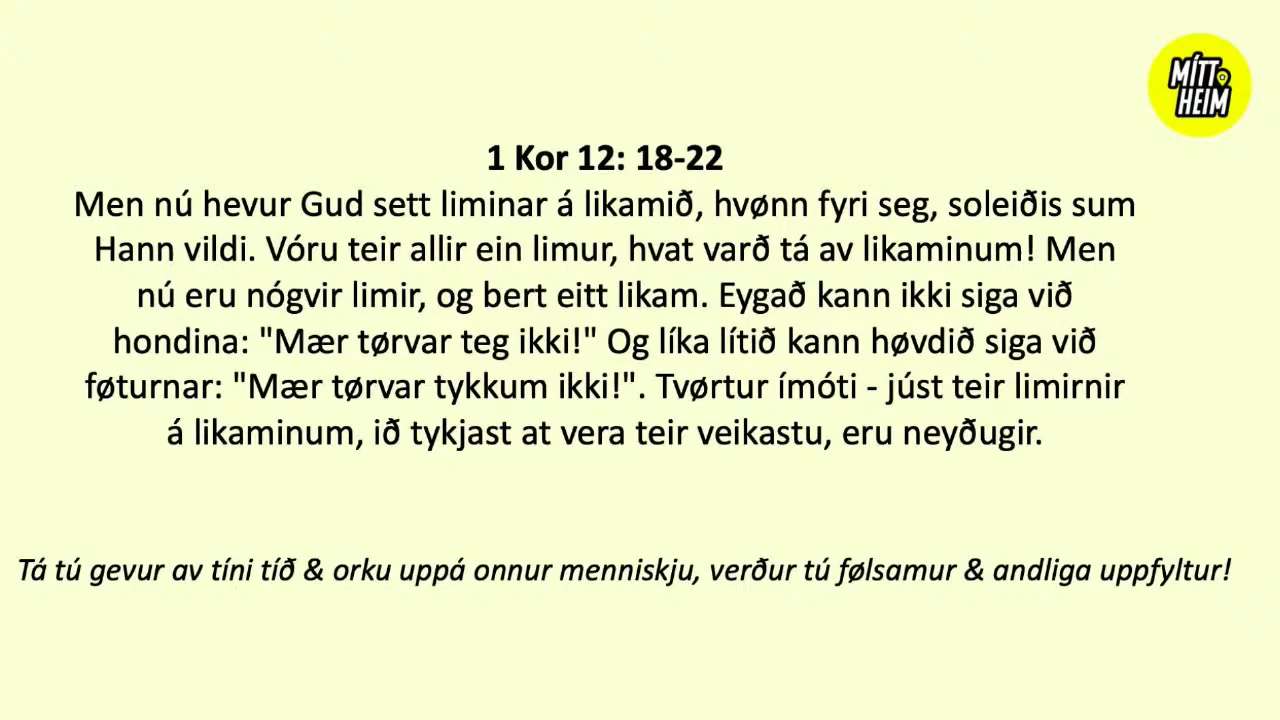 MÍTT
HEIM
1 Kor 12: 18-22
Men nú hevur Gud sett liminar á likamið, hvønn fyri seg, soleiðis sum
Hann vildi. Vóru teir allir ein limur, hvat varð tá av likaminum! Men
nú eru nógvir limir, og bert eitt likam. Eygað kann ikki siga við
hondina: "Mær tørvar teg ikki!" Og líka lítið kann høvdið siga við
føturnar: "Mær tørvar tykkum ikki!". Tvørtur ímóti - júst teir limirnir
á likaminum, ið tykjast at vera teir veikastu, eru neyðugir.
Tá tú gevur av tíni tíð & orku uppá onnur menniskju, verður tú følsamur & andliga uppfyltur!